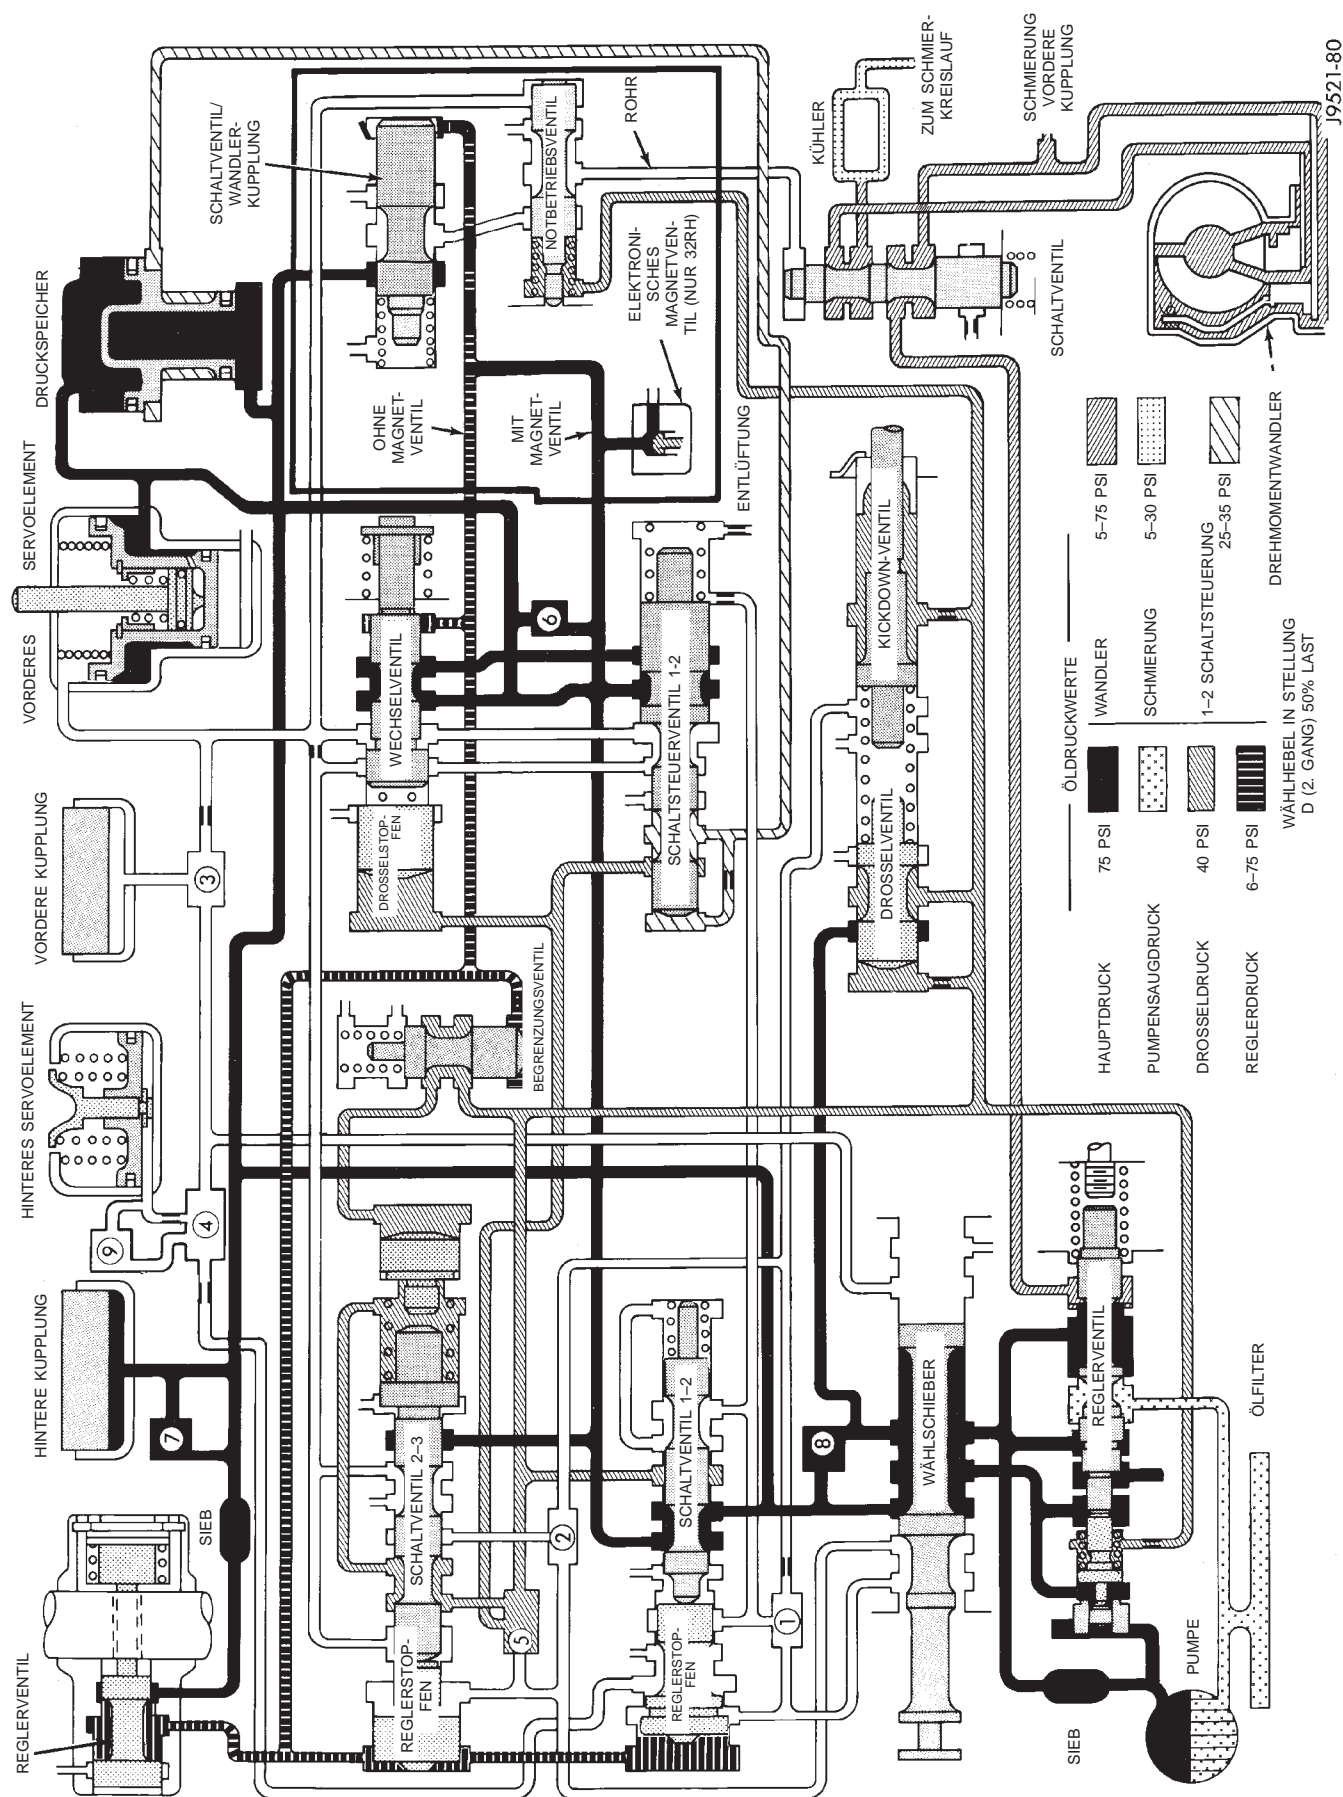 REGLERVENTIL
SIEB
HINTERE KUPPLUNG
7
HINTERES SERVOELEMENT
9
4
VORDERE KUPPLUNG
3
VORDERES SERVOELEMENT
DRUCKSPEICHER
SCHALTVENTIL/
WANDLER-
KUPPLUNG
REGLERSTOP-
FEN
SCHALTVENTIL 2–3
5
2
BEGRENZUNGSVENTIL
DROSSELSTOP-
FEN
WECHSELVENTIL
6
OHNE
MAGNET-
VENTIL
MIT
MAGNET-
VENTIL
NOTBETRIEBSVENTIL
ROHR
ELEKTRONI-
SCHES
MAGNETVEN-
TIL (NUR 32RH)
ENTLÜFTUNG
REGLERSTOP-
FEN
SCHALTVENTIL 1–2
1
8
SCHALTSTEUERVENTIL 1-2
DROSSELVENTIL
KICKDOWN-VENTIL
KÜHLER
ZUM SCHMIER-
KREISLAUF
SCHMIERUNG
VORDERE
KUPPLUNG
SCHALTVENTIL
WÄHLSCHIEBER
REGLERVENTIL
SIEB
PUMPE
ÖLFILTER
ÖLDRUCKWERTE
HAUPTDRUCK 75 PSI
PUMPENSAUGDRUCK
DROSSELDRUCK 40 PSI
REGLERDRUCK 6–75 PSI
WANDLER 5–75 PSI
SCHMIERUNG 5–30 PSI
1–2 SCHALTSTEUERUNG
25–35 PSI
WÄHLHEBEL IN STELLUNG
D (2. GANG) 50% LAST
DREHMOMENTWANDLER
J9521-80